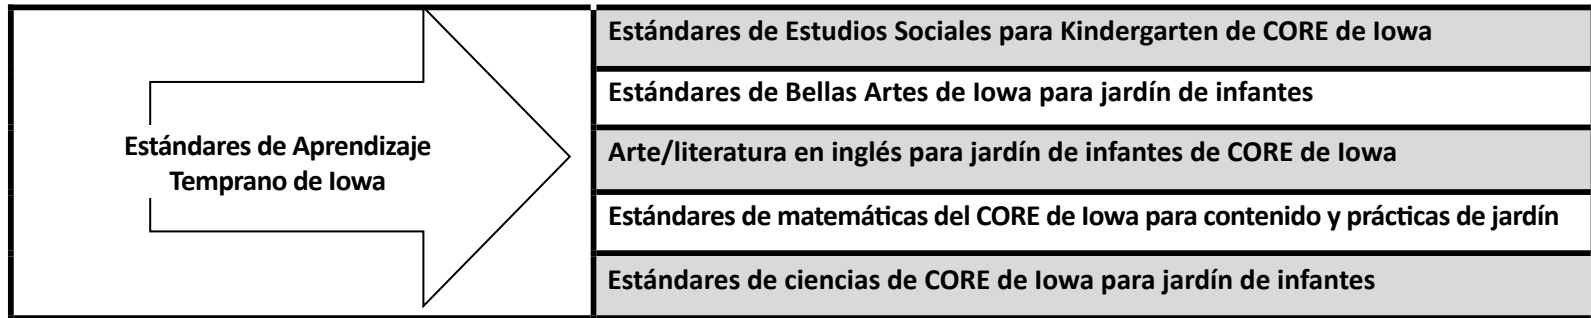 Estándares de Aprendizaje
Temprano de Iowa
Estándares de Estudios Sociales para Kindergarten de CORE de Iowa
Estándares de Bellas Artes de Iowa para jardín de infantes
Arte/literatura en inglés para jardín de infantes de CORE de Iowa
Estándares de matemáticas del CORE de Iowa para contenido y prácticas de jardín
Estándares de ciencias de CORE de Iowa para jardín de infantes